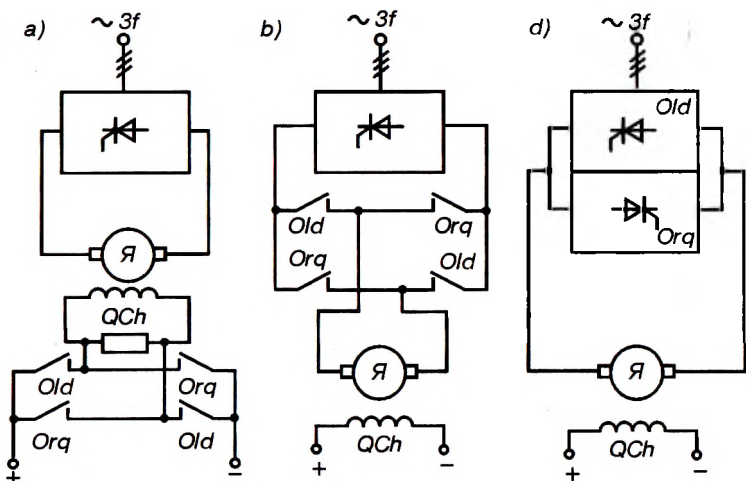 a)
~ 3f
Я
QCh
Old
Orq
Orq
Old
+
−
b)
~ 3f
Old
Orq
Orq
Old
Я
QCh
+
−
d)
~ 3f
Old
Orq
Я
QCh
+
−